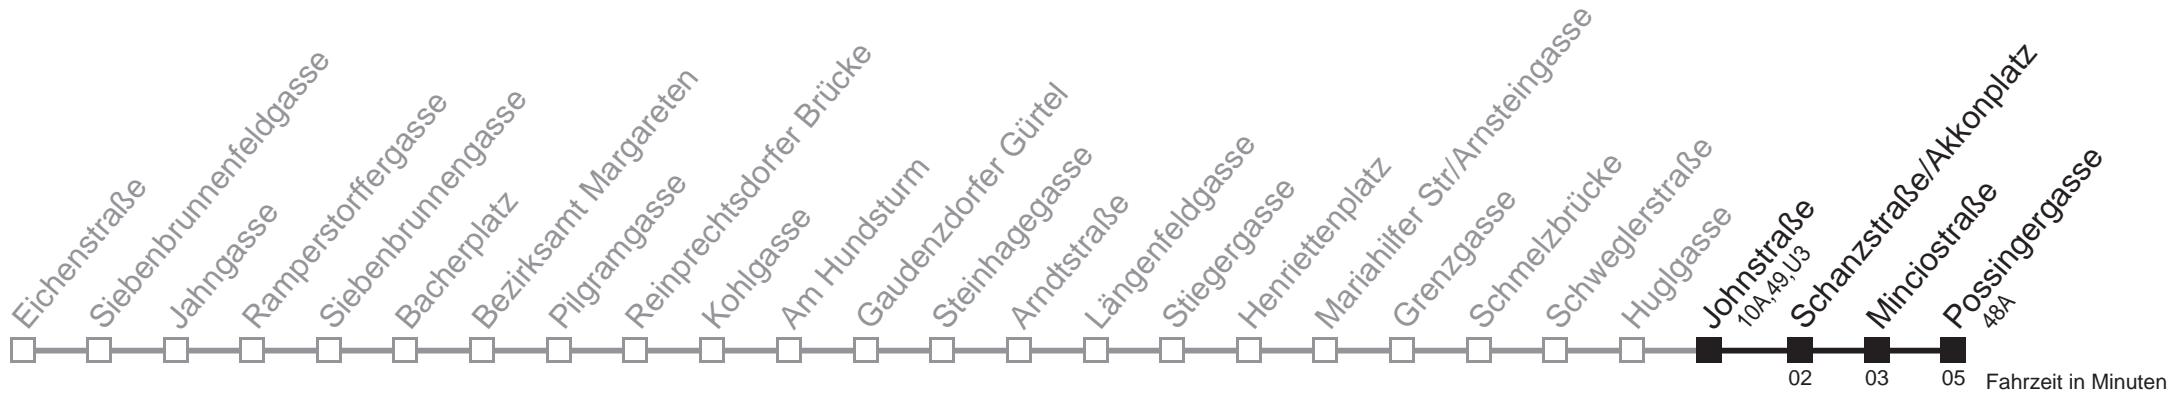 Eichenstraße
Siebenbrunnenfeldgasse
Jahngasse
Ramperstorffergasse
Siebenbrunnengasse
Bacherplatz
Bezirksamt Margareten
Pilgramgasse
Reinprechtsdorfer Brücke
Kohlgasse
Am Hundsturm
Gaudenzdorfer Gürtel
Steinhagegasse
Arndtstraße
Längenfeldgasse
Stiegergasse
Henriettenplatz
Mariahilfer Str/Arnsteingasse
Grenzgasse
Schmelzbrücke
Schweglerstraße
Huglgasse
Johnstraße
10A,49,U3
Schanzstraße/Akkonplatz
Minciostraße
Possingergasse
48A
02 03 05 Fahrzeit in Minuten